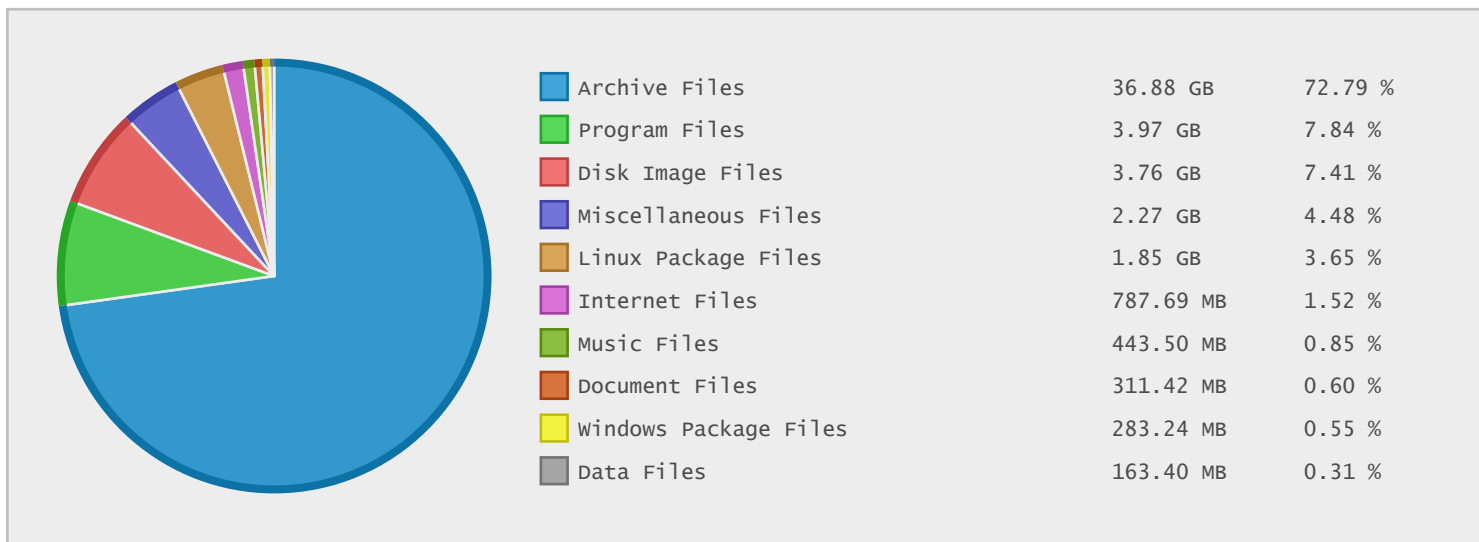 Archive Files 36.88 GB 72.79 %
Program Files 3.97 GB 7.84 %
Disk Image Files 3.76 GB 7.41 %
Miscellaneous Files 2.27 GB 4.48 %
Linux Package Files 1.85 GB 3.65 %
Internet Files 787.69 MB 1.52 %
Music Files 443.50 MB 0.85 %
Document Files 311.42 MB 0.60 %
Windows Package Files 283.24 MB 0.55 %
Data Files 163.40 MB 0.31 %